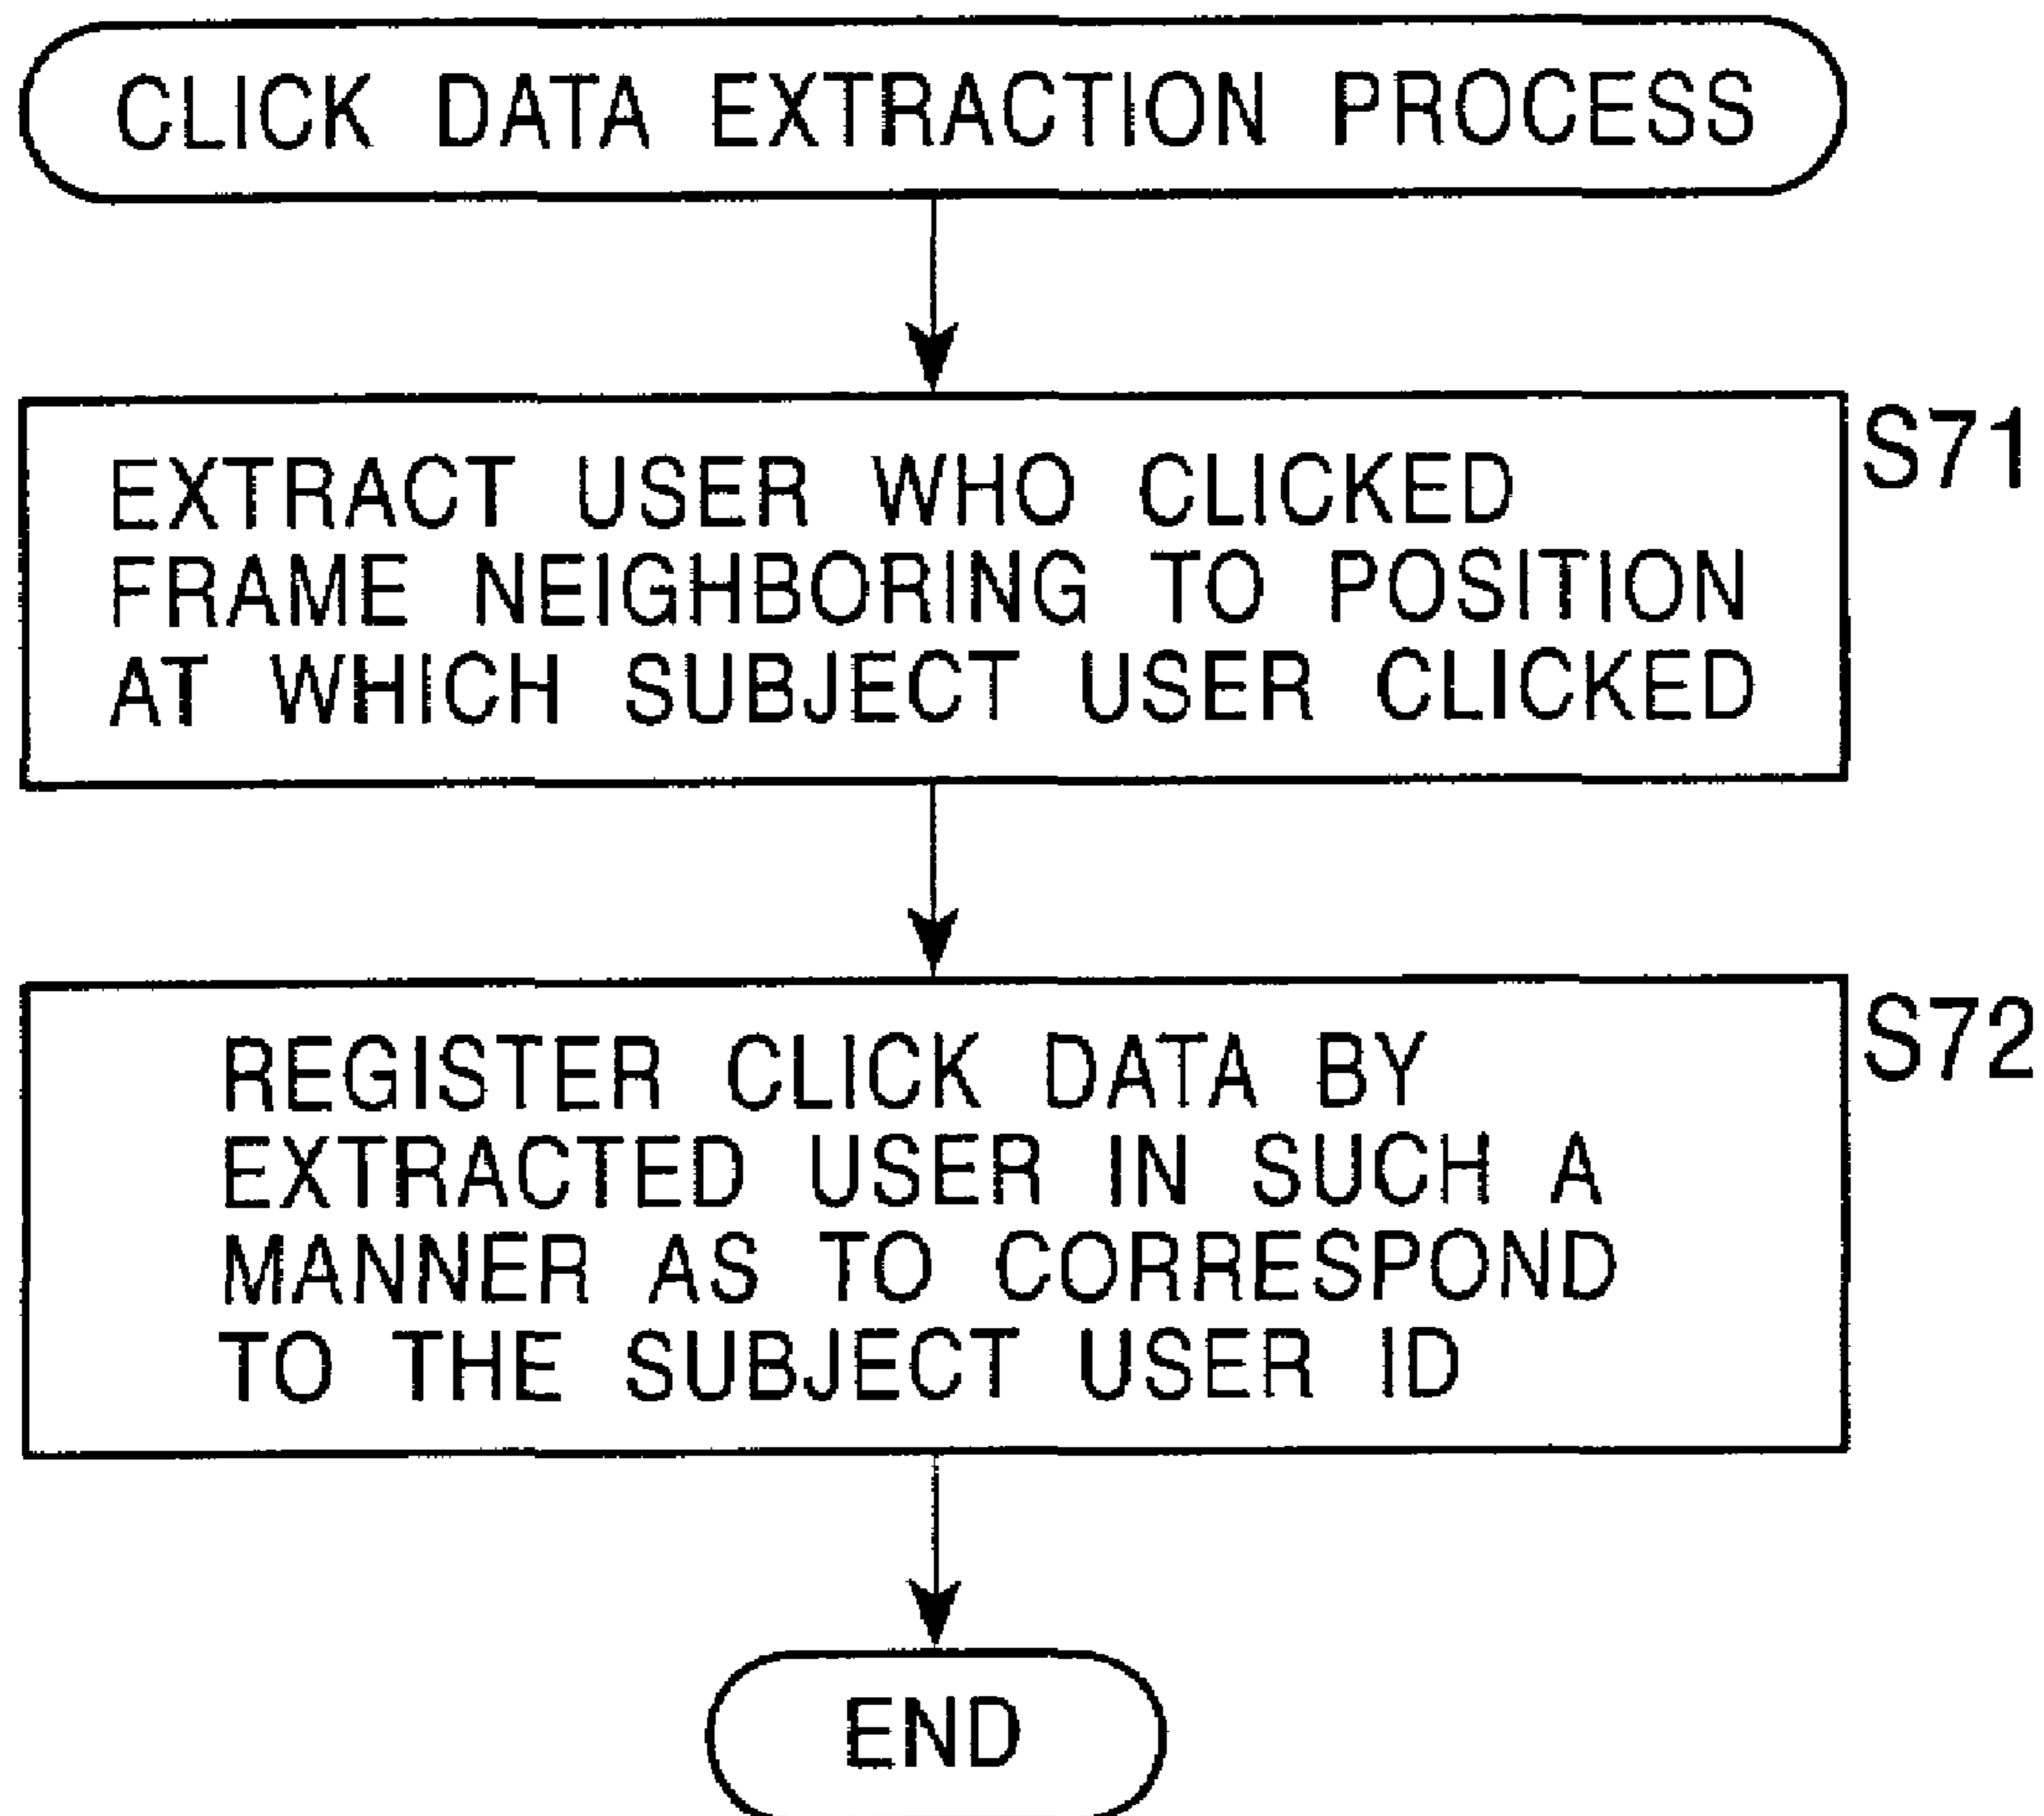 CLICK DATA EXTRACTION PROCESS
S71
EXTRACT USER WHO CLICKED
FRAME NEIGHBORING TO POSITION
AT WHICH SUBJECT USER CLICKED
S72
REGISTER CLICK DATA BY
EXTRACTED USER IN SUCH A
MANNER AS TO CORRESPOND
TO THE SUBJECT USER ID
END